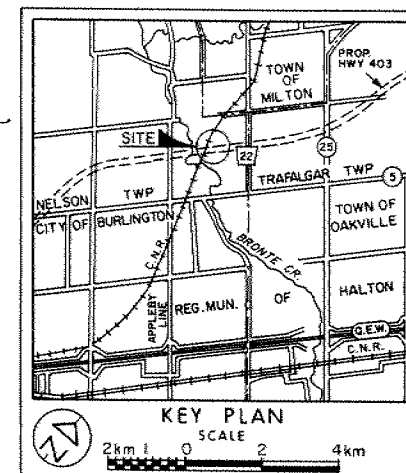 PROP.
HWY 403
TOWN
OF
MILTON
SITE
22
25
NELSON TWP
TRAFALGAR TWP
5
CITY OF BURLINGTON
TOWN OF
OAKVILLE
C.N.R.
BRONTE CR.
APPLEBY
LINE
REG. MUN. OF HALTON
Q.E.W.
C.N.R.
N
KEY PLAN
SCALE
2km 1 0 2 4km